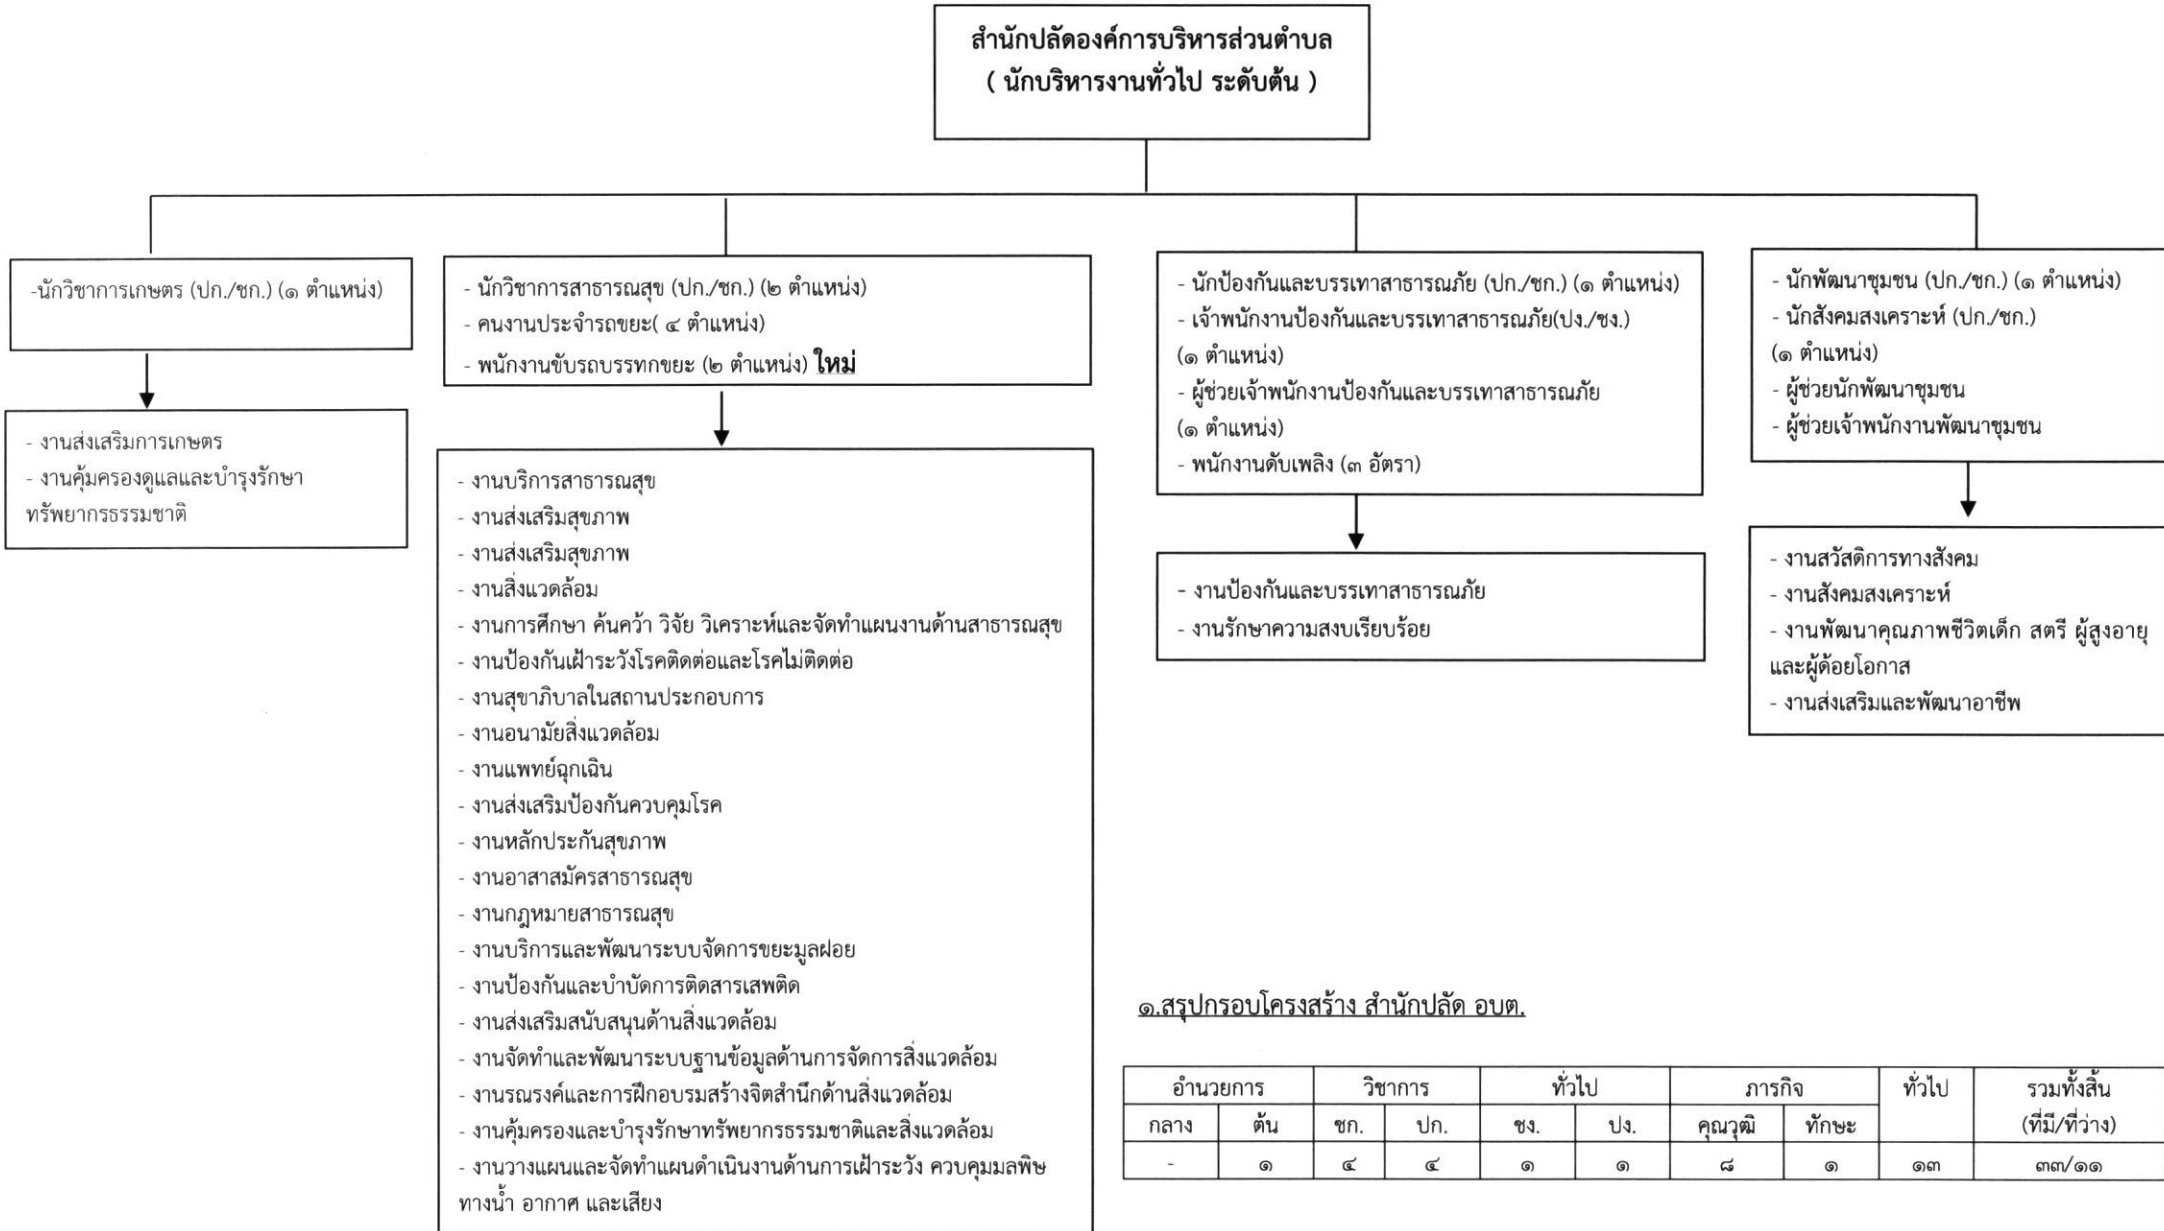 สำนักปลัดองค์การบริหารส่วนตำบล
( นักบริหารงานทั่วไป ระดับต้น )
-นักวิชาการเกษตร (ปก./ชก.) (๑ ตำแหน่ง)
- งานส่งเสริมการเกษตร
- งานคุ้มครองดูแลและบำรุงรักษา
ทรัพยากรธรรมชาติ
- นักวิชาการสาธารณสุข (ปก./ชก.) (๒ ตำแหน่ง)
- คนงานประจำรถขยะ( ๔ ตำแหน่ง)
- พนักงานขับรถบรรทกขยะ (๒ ตำแหน่ง) ใหม่
- งานบริการสาธารณสุข
- งานส่งเสริมสุขภาพ
- งานส่งเสริมสุขภาพ
- งานสิ่งแวดล้อม
- งานการศึกษา ค้นคว้า วิจัย วิเคราะห์และจัดทำแผนงานด้านสาธารณสุข
- งานป้องกันเฝ้าระวังโรคติดต่อและโรคไม่ติดต่อ
- งานสุขาภิบาลในสถานประกอบการ
- งานอนามัยสิ่งแวดล้อม
- งานแพทย์ฉุกเฉิน
- งานส่งเสริมป้องกันควบคุมโรค
- งานหลักประกันสุขภาพ
- งานอาสาสมัครสาธารณสุข
- งานกฎหมายสาธารณสุข
- งานบริการและพัฒนาระบบจัดการขยะมูลฝอย
- งานป้องกันและบำบัดการติดสารเสพติด
- งานส่งเสริมสนับสนุนด้านสิ่งแวดล้อม
- งานจัดทำและพัฒนาระบบฐานข้อมูลด้านการจัดการสิ่งแวดล้อม
- งานรณรงค์และการฝึกอบรมสร้างจิตสำนึกด้านสิ่งแวดล้อม
- งานคุ้มครองและบำรุงรักษาทรัพยากรธรรมชาติและสิ่งแวดล้อม
- งานวางแผนและจัดทำแผนดำเนินงานด้านการเฝ้าระวัง ควบคุมมลพิษ
ทางน้ำ อากาศ และเสียง
- นักป้องกันและบรรเทาสาธารณภัย (ปก./ชก.) (๑ ตำแหน่ง)
- เจ้าพนักงานป้องกันและบรรเทาสาธารณภัย(ปง./ชง.)
(๑ ตำแหน่ง)
- ผู้ช่วยเจ้าพนักงานป้องกันและบรรเทาสาธารณภัย
(๑ ตำแหน่ง)
- พนักงานดับเพลิง (๓ อัตรา)
- งานป้องกันและบรรเทาสาธารณภัย
- งานรักษาความสงบเรียบร้อย
- นักพัฒนาชุมชน (ปก./ชก.) (๑ ตำแหน่ง)
- นักสังคมสงเคราะห์ (ปก./ชก.)
(๑ ตำแหน่ง)
- ผู้ช่วยนักพัฒนาชุมชน
- ผู้ช่วยเจ้าพนักงานพัฒนาชุมชน
- งานสวัสดิการทางสังคม
- งานสังคมสงเคราะห์
- งานพัฒนาคุณภาพชีวิตเด็ก สตรี ผู้สูงอายุ
และผู้ด้อยโอกาส
- งานส่งเสริมและพัฒนาอาชีพ
๑.สรุปกรอบโครงสร้าง สำนักปลัด อบต.
อำนวยการ วิชาการ ทั่วไป ภารกิจ ทั่วไป รวมทั้งสิ้น
กลาง ต้น ชก. ปก. ชง. ปง. คุณวุฒิ ทักษะ (ที่มี/ที่ว่าง)
- ๑ ๔ ๔ ๑ ๑ ๘ ๑ ๑๓ ๓๓/๑๑